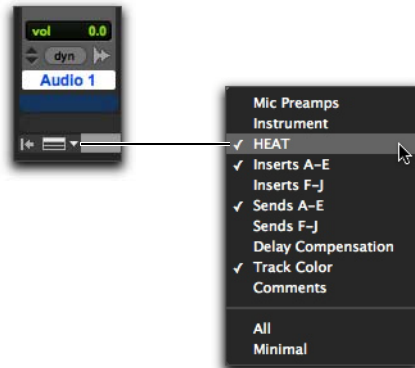 vol 0.0
dyn
Audio 1
Mic Preamps
Instrument
✓ HEAT
✓ Inserts A–E
Inserts F–J
✓ Sends A–E
Sends F–J
Delay Compensation
✓ Track Color
Comments
All
Minimal